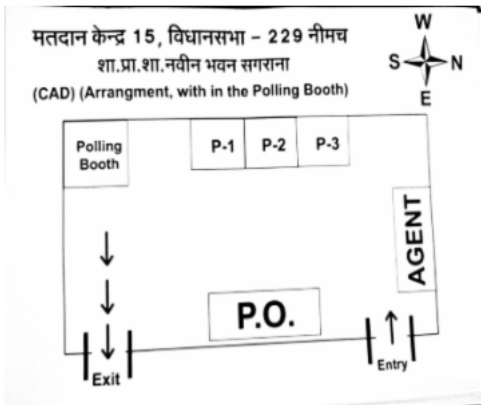 मतदान केन्द्र 15, विधानसभा – 229 नीमच
शा.प्रा.शा.नवीन भवन सगराना
(CAD) (Arrangment, with in the Polling Booth)
W
S N
E
Polling
Booth
P-1 P-2 P-3
AGENT
P.O.
Exit
Entry